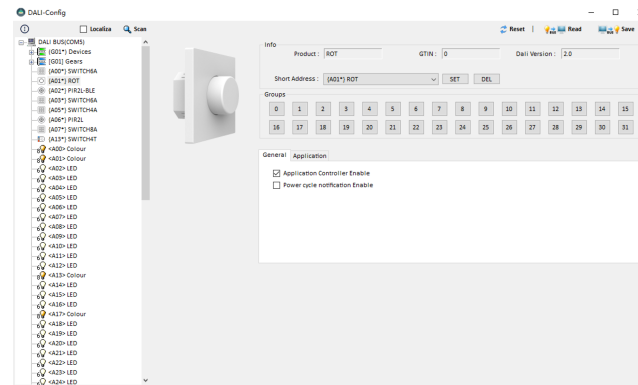 DALI-Config
Localize Scan Reset Read Save
DALI BUS(COM5)
(G01*) Devices
(G01) Gears
(A00*) SWITCH6A
(A01*) ROT
(A02*) PIR2L-BLE
(A03*) SWITCH6A
(A05*) SWITCH4A
(A06*) PIR2L
(A07*) SWITCH8A
(A13*) SWITCH4T
<A00> Colour
<A01> Colour
<A02> LED
<A03> LED
<A04> LED
<A05> LED
<A06> LED
<A07> LED
<A08> LED
<A09> LED
<A10> LED
<A11> LED
<A12> LED
<A13> Colour
<A14> LED
<A15> LED
<A16> LED
<A17> Colour
<A18> LED
<A19> LED
<A20> LED
<A21> LED
<A22> LED
<A23> LED
<A24> LED
Info
Product : ROT GTIN : 0 Dali Version : 2.0
Short Address : (A01*) ROT SET DEL
Groups
0 1 2 3 4 5 6 7 8 9 10 11 12 13 14 15
16 17 18 19 20 21 22 23 24 25 26 27 28 29 30 31
General Application
Application Controller Enable
Power cycle notification Enable